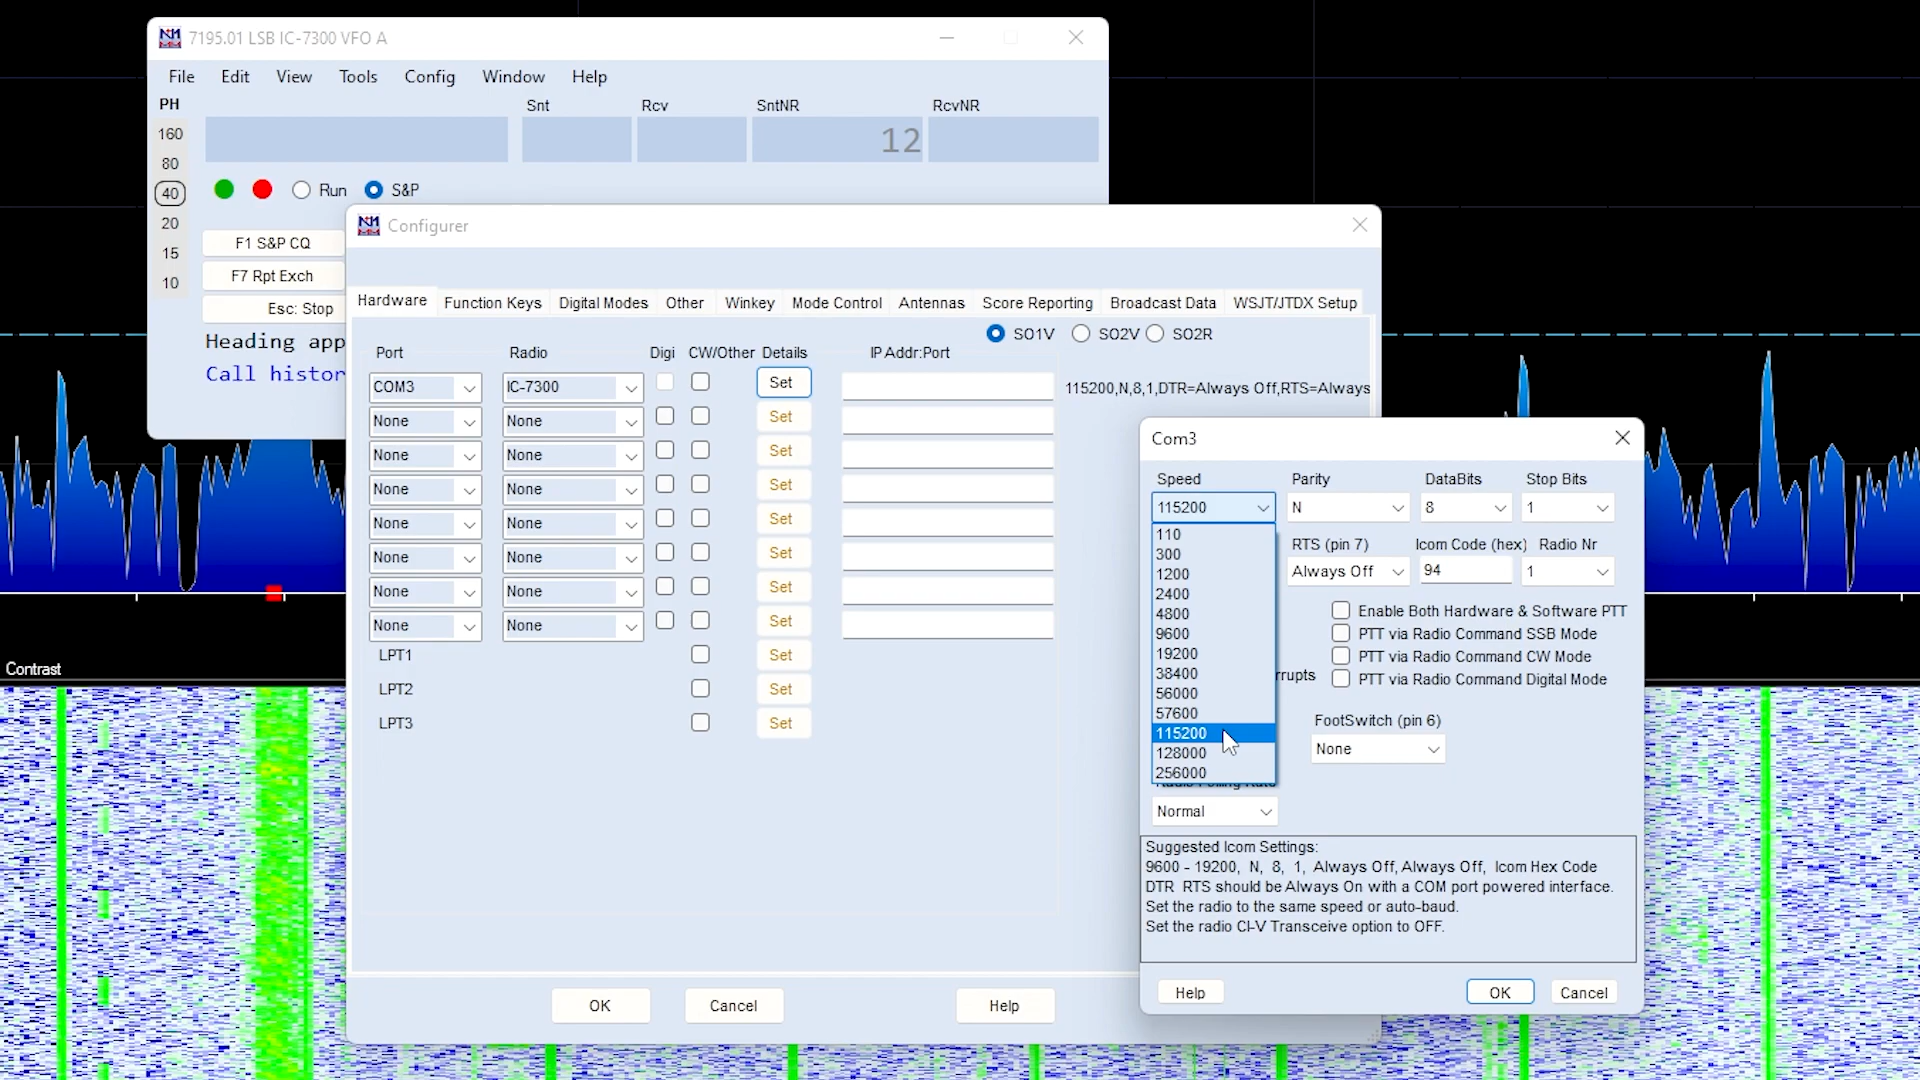 7195.01 LSB IC-7300 VFO A
File Edit View Tools Config Window Help
PH Snt Rcv SntNR RcvNR
160
12
80
40 Run S&P
20
F1 S&P CQ
15
F7 Rpt Exch
10
Esc: Stop
Heading app
Call histor
Configurer
Hardware Function Keys Digital Modes Other Winkey Mode Control Antennas Score Reporting Broadcast Data WSJT/JTDX Setup
SO1V SO2V SO2R
Port Radio Digi CW/Other Details IP Addr:Port
COM3 IC-7300 Set 115200,N,8,1,DTR=Always Off,RTS=Always
None None Set
None None Set
None None Set
None None Set
None None Set
None None Set
None None Set
LPT1 Set
LPT2 Set
LPT3 Set
OK Cancel Help
Com3
Speed Parity DataBits Stop Bits
115200 N 8 1
110
300
1200
2400
4800
9600
19200
38400
56000
57600
115200
128000
256000
RTS (pin 7) Icom Code (hex) Radio Nr
Always Off 94 1
Enable Both Hardware & Software PTT
PTT via Radio Command SSB Mode
PTT via Radio Command CW Mode
rrupts PTT via Radio Command Digital Mode
FootSwitch (pin 6)
None
Radio Polling Rate
Normal
Suggested Icom Settings:
9600 - 19200, N, 8, 1, Always Off, Always Off, Icom Hex Code
DTR RTS should be Always On with a COM port powered interface.
Set the radio to the same speed or auto-baud.
Set the radio CI-V Transceive option to OFF.
Help OK Cancel
Contrast